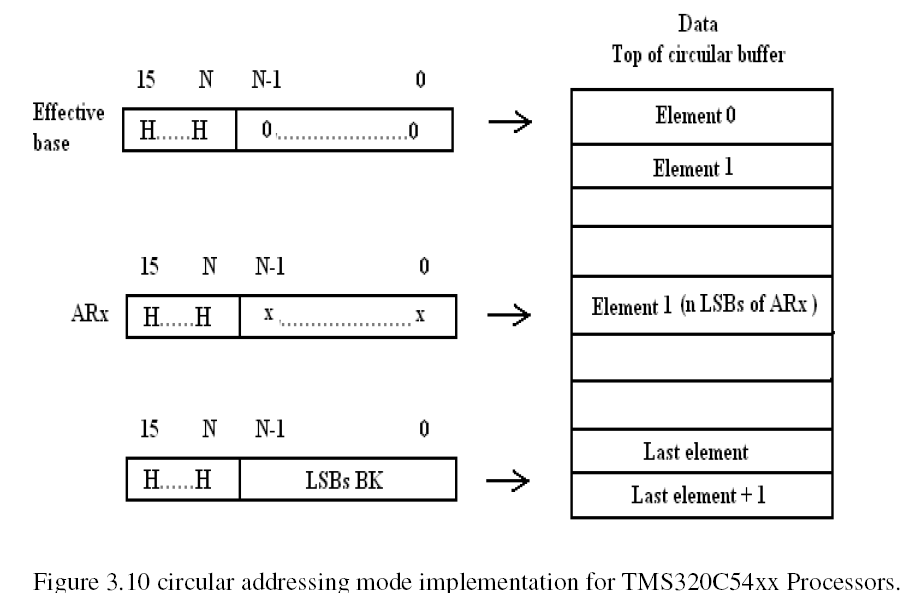 Data
Top of circuilar buffer
15 N N-1 0
Effective
base
H......H 0......................0
Element 0
Element 1
15 N N-1 0
ARx
H......H x......................x
Element 1 (n LSBs of ARx )
15 N N-1 0
H......H LSBs BK
Last element
Last element + 1
Figure 3.10 circular addressing mode implementation for TMS320C54xx Processors.